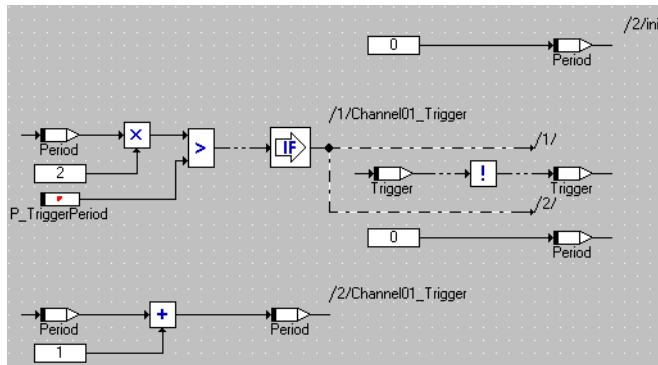 /2/ini
0
Period
/1/Channel01_Trigger
Period
×
>
IF
/1/
2
Trigger
!
Trigger
P_TriggerPeriod
/2/
0
Period
/2/Channel01_Trigger
Period
+
Period
1